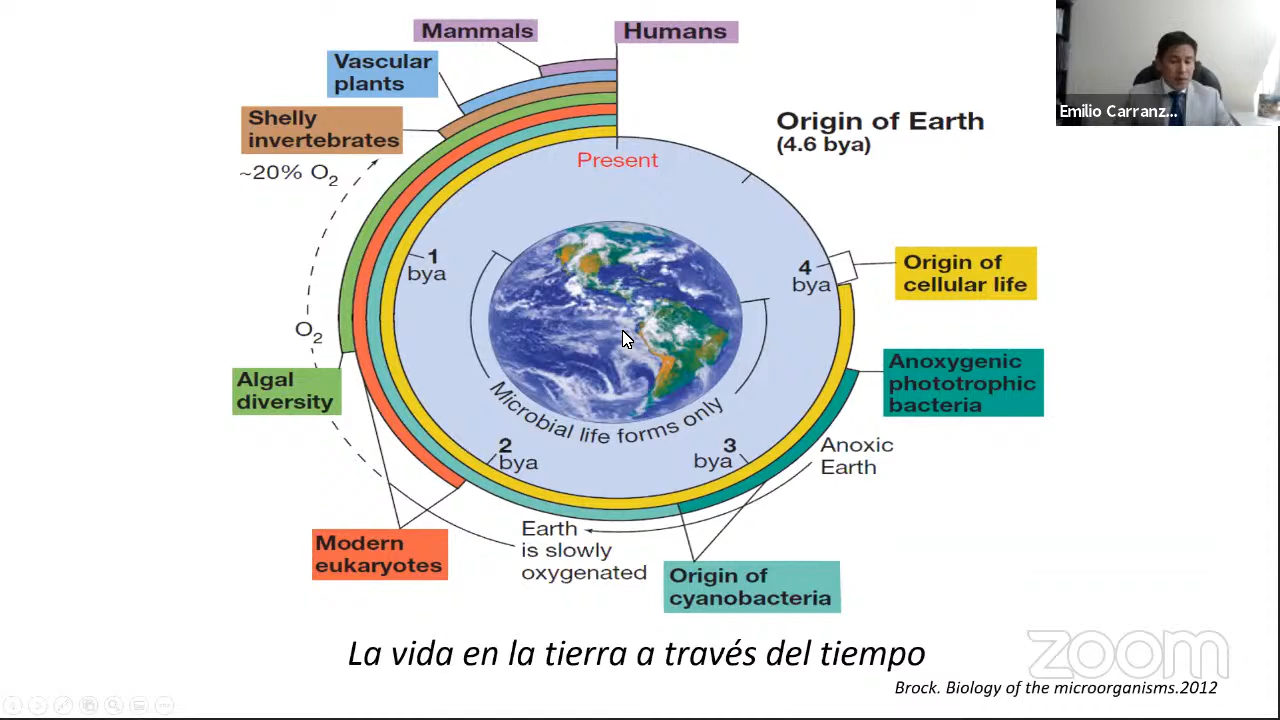 Mammals
Humans
Vascular
plants
Shelly
invertebrates
~20% O₂
Present
Origin of Earth
(4.6 bya)
Emilio Carranz...
1
bya
4
bya
Origin of
cellular life
O₂
Algal
diversity
Anoxygenic
phototrophic
bacteria
Microbial life forms only
2
bya
3
bya
Anoxic
Earth
Modern
eukaryotes
Earth
is slowly
oxygenated
Origin of
cyanobacteria
La vida en la tierra a través del tiempo
zoom
Brock. Biology of the microorganisms.2012